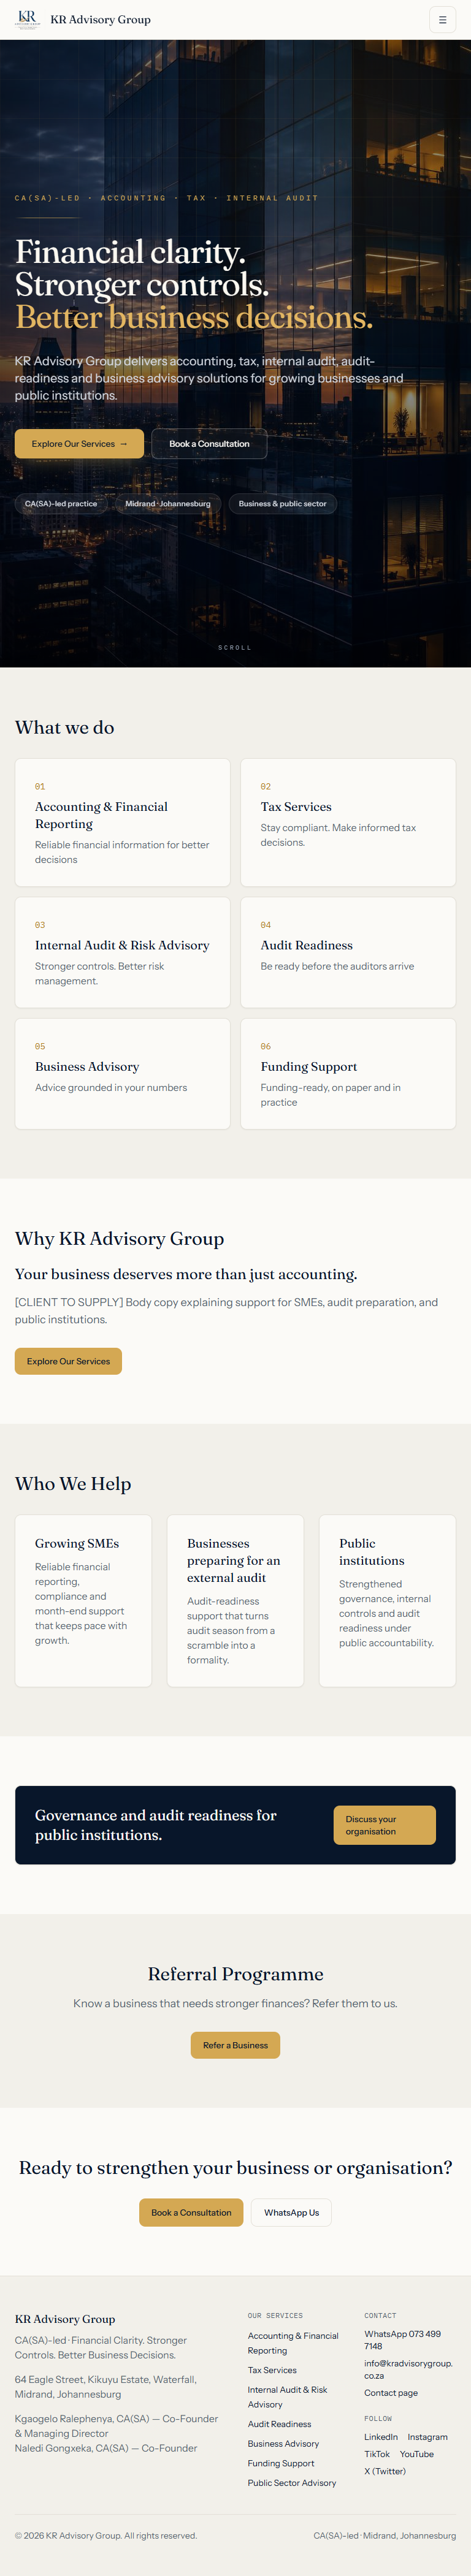 KR
KR Advisory Group
☰
CA(SA)-LED · ACCOUNTING · TAX · INTERNAL AUDIT
Financial clarity.
Stronger controls.
Better business decisions.
KR Advisory Group delivers accounting, tax, internal audit, audit-
readiness and business advisory solutions for growing businesses and
public institutions.
Explore Our Services →
Book a Consultation
CA(SA)-led practice
Midrand · Johannesburg
Business & public sector
SCROLL
What we do
01
Accounting & Financial
Reporting
Reliable financial information for better
decisions
02
Tax Services
Stay compliant. Make informed tax
decisions.
03
Internal Audit & Risk Advisory
Stronger controls. Better risk
management.
04
Audit Readiness
Be ready before the auditors arrive
05
Business Advisory
Advice grounded in your numbers
06
Funding Support
Funding-ready, on paper and in
practice
Why KR Advisory Group
Your business deserves more than just accounting.
[CLIENT TO SUPPLY] Body copy explaining support for SMEs, audit preparation, and
public institutions.
Explore Our Services
Who We Help
Growing SMEs
Reliable financial
reporting,
compliance and
month-end support
that keeps pace with
growth.
Businesses
preparing for an
external audit
Audit-readiness
support that turns
audit season from a
scramble into a
formality.
Public
institutions
Strengthened
governance, internal
controls and audit
readiness under
public accountability.
Governance and audit readiness for
public institutions.
Discuss your
organisation
Referral Programme
Know a business that needs stronger finances? Refer them to us.
Refer a Business
Ready to strengthen your business or organisation?
Book a Consultation
WhatsApp Us
KR Advisory Group
CA(SA)-led · Financial Clarity. Stronger
Controls. Better Business Decisions.
64 Eagle Street, Kikuyu Estate, Waterfall,
Midrand, Johannesburg
Kgaogelo Ralephenya, CA(SA) — Co-Founder
& Managing Director
Naledi Gongxeka, CA(SA) — Co-Founder
OUR SERVICES
Accounting & Financial
Reporting
Tax Services
Internal Audit & Risk
Advisory
Audit Readiness
Business Advisory
Funding Support
Public Sector Advisory
CONTACT
WhatsApp 073 499
7148
info@kradvisorygroup.
co.za
Contact page
FOLLOW
LinkedIn Instagram
TikTok YouTube
X (Twitter)
© 2026 KR Advisory Group. All rights reserved.
CA(SA)-led · Midrand, Johannesburg